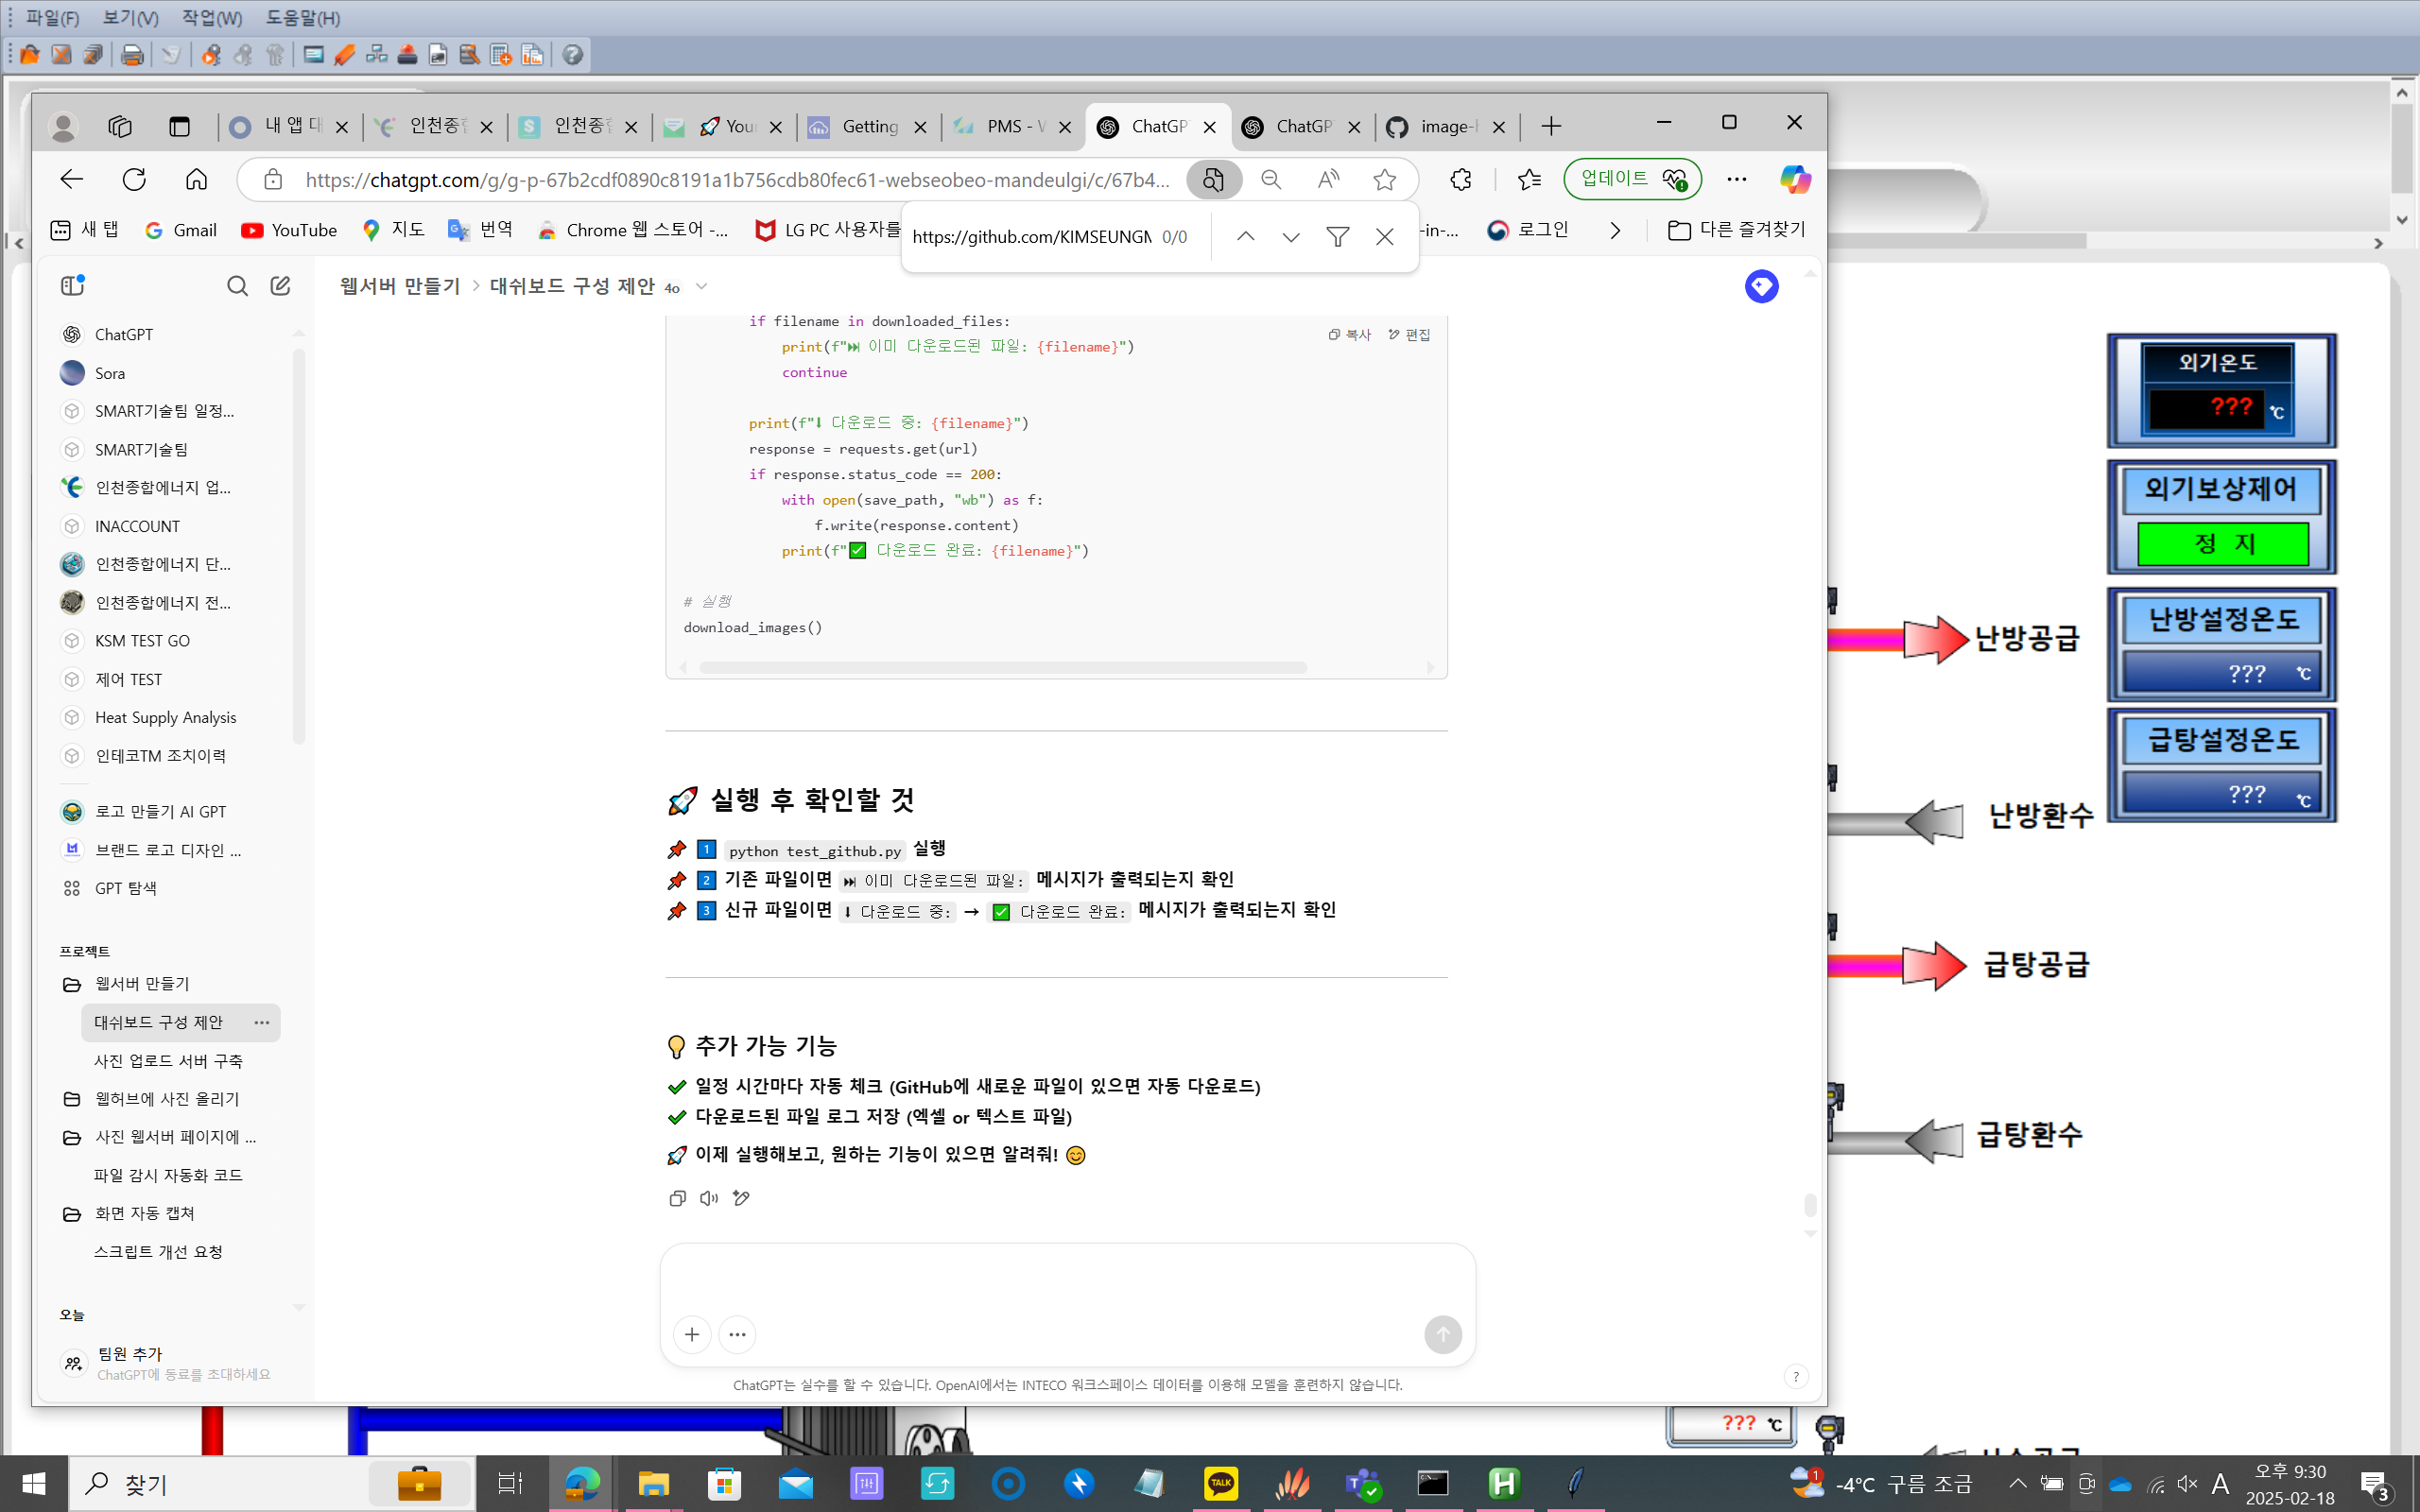 파일(F) 보기(V) 작업(W) 도움말(H)
내 앱 대
인천종합
인천종합
You
Getting
PMS - W
ChatGP
ChatGP
image-h
https://chatgpt.com/g/g-p-67b2cdf0890c8191a1b756cdb80fec61-webseobeo-mandeulgi/c/67b4...
업데이트
새 탭 Gmail YouTube 지도 번역 Chrome 웹 스토어 -... LG PC 사용자를 -in-... 로그인 다른 즐겨찾기
https://github.com/KIMSEUNGM 0/0
웹서버 만들기 > 대쉬보드 구성 제안 4o
ChatGPT
Sora
SMART기술팀 일정...
SMART기술팀
인천종합에너지 업...
INACCOUNT
인천종합에너지 단...
인천종합에너지 전...
KSM TEST GO
제어 TEST
Heat Supply Analysis
인테코TM 조치이력
로고 만들기 AI GPT
브랜드 로고 디자인 ...
GPT 탐색
프로젝트
웹서버 만들기
대쉬보드 구성 제안
사진 업로드 서버 구축
웹허브에 사진 올리기
사진 웹서버 페이지에 ...
파일 감시 자동화 코드
화면 자동 캡쳐
스크립트 개선 요청
오늘
팀원 추가
ChatGPT에 동료를 초대하세요
복사 편집
if filename in downloaded_files:
print(f"⏭ 이미 다운로드된 파일: {filename}")
continue
print(f"⬇ 다운로드 중: {filename}")
response = requests.get(url)
if response.status_code == 200:
with open(save_path, "wb") as f:
f.write(response.content)
print(f"✅ 다운로드 완료: {filename}")
# 실행
download_images()
🚀 실행 후 확인할 것
📌 1️⃣ python test_github.py 실행
📌 2️⃣ 기존 파일이면 ⏭ 이미 다운로드된 파일: 메시지가 출력되는지 확인
📌 3️⃣ 신규 파일이면 ⬇ 다운로드 중: → ✅ 다운로드 완료: 메시지가 출력되는지 확인
💡 추가 가능 기능
✔ 일정 시간마다 자동 체크 (GitHub에 새로운 파일이 있으면 자동 다운로드)
✔ 다운로드된 파일 로그 저장 (엑셀 or 텍스트 파일)
🚀 이제 실행해보고, 원하는 기능이 있으면 알려줘! 😊
ChatGPT는 실수를 할 수 있습니다. OpenAI에서는 INTECO 워크스페이스 데이터를 이용해 모델을 훈련하지 않습니다.
?
외기온도
??? ℃
외기보상제어
정 지
난방설정온도
??? ℃
급탕설정온도
??? ℃
난방공급
난방환수
급탕공급
급탕환수
??? ℃
찾기
TALK
1
-4℃ 구름 조금
A
오후 9:30
2025-02-18
3